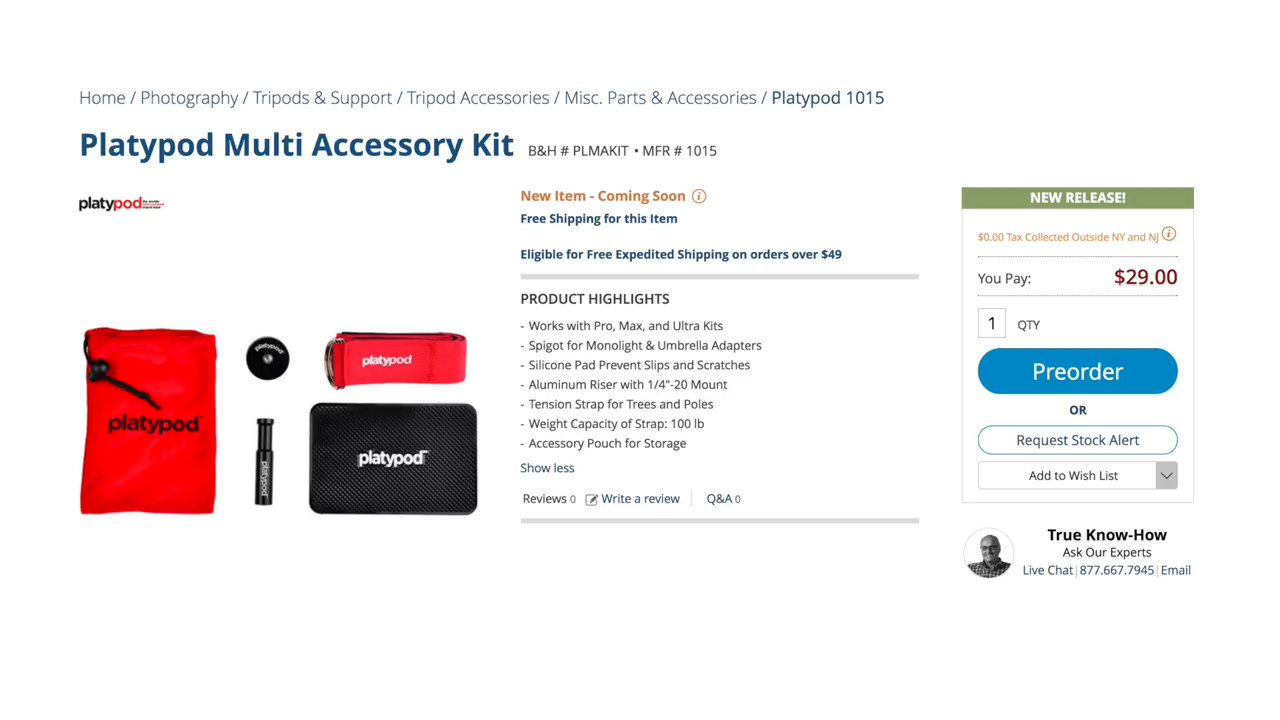 Home / Photography / Tripods & Support / Tripod Accessories / Misc. Parts & Accessories / Platypod 1015
Platypod Multi Accessory Kit B&H # PLMAKIT • MFR # 1015
platypod
New Item - Coming Soon
Free Shipping for this Item
Eligible for Free Expedited Shipping on orders over $49
PRODUCT HIGHLIGHTS
- Works with Pro, Max, and Ultra Kits
- Spigot for Monolight & Umbrella Adapters
- Silicone Pad Prevent Slips and Scratches
- Aluminum Riser with 1/4"-20 Mount
- Tension Strap for Trees and Poles
- Weight Capacity of Strap: 100 lb
- Accessory Pouch for Storage
Show less
Reviews 0 Write a review Q&A 0
platypod
platypod
platypod
platypod
platypod
NEW RELEASE!
$0.00 Tax Collected Outside NY and NJ
You Pay: $29.00
1 QTY
Preorder
OR
Request Stock Alert
Add to Wish List
True Know-How
Ask Our Experts
Live Chat | 877.667.7945 | Email